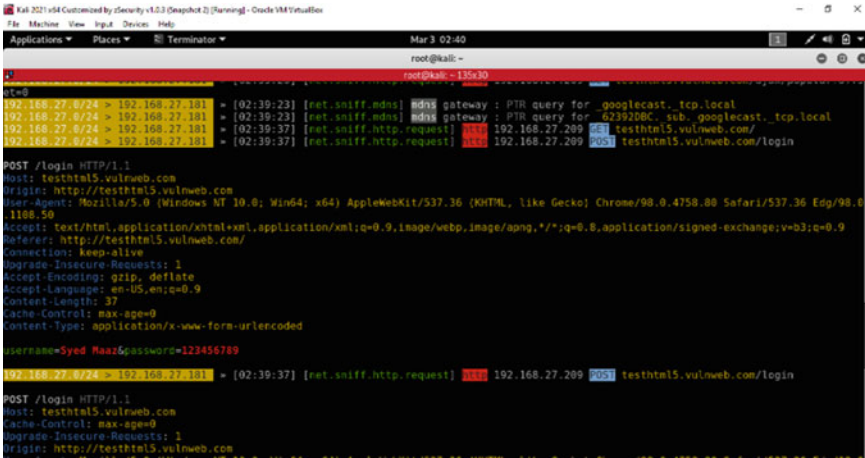 Kali 2021 x64 Customized by zSecurity v1.0.3 (Snapshot 2) [Running] - Oracle VM VirtualBox
File Machine View Input Devices Help
Applications Places Terminator Mar 3 02:40 1
root@kali: ~
root@kali: ~ 135x30
et=0
192.168.27.0/24 > 192.168.27.181 » [02:39:23] [net.sniff.mdns] mdns gateway : PTR query for _googlecast._tcp.local
192.168.27.0/24 > 192.168.27.181 » [02:39:23] [net.sniff.mdns] mdns gateway : PTR query for _62392DBC._sub._googlecast._tcp.local
192.168.27.0/24 > 192.168.27.181 » [02:39:37] [net.sniff.http.request] http 192.168.27.209 GET testhtml5.vulnweb.com/
192.168.27.0/24 > 192.168.27.181 » [02:39:37] [net.sniff.http.request] http 192.168.27.209 POST testhtml5.vulnweb.com/login
POST /login HTTP/1.1
Host: testhtml5.vulnweb.com
Origin: http://testhtml5.vulnweb.com
User-Agent: Mozilla/5.0 (Windows NT 10.0; Win64; x64) AppleWebKit/537.36 (KHTML, like Gecko) Chrome/98.0.4758.80 Safari/537.36 Edg/98.0
.1108.50
Accept: text/html,application/xhtml+xml,application/xml;q=0.9,image/webp,image/apng,*/*;q=0.8,application/signed-exchange;v=b3;q=0.9
Referer: http://testhtml5.vulnweb.com/
Connection: keep-alive
Upgrade-Insecure-Requests: 1
Accept-Encoding: gzip, deflate
Accept-Language: en-US,en;q=0.9
Content-Length: 37
Cache-Control: max-age=0
Content-Type: application/x-www-form-urlencoded
username=Syed Maaz&password=123456789
192.168.27.0/24 > 192.168.27.181 » [02:39:37] [net.sniff.http.request] http 192.168.27.209 POST testhtml5.vulnweb.com/login
POST /login HTTP/1.1
Host: testhtml5.vulnweb.com
Cache-Control: max-age=0
Upgrade-Insecure-Requests: 1
Origin: http://testhtml5.vulnweb.com